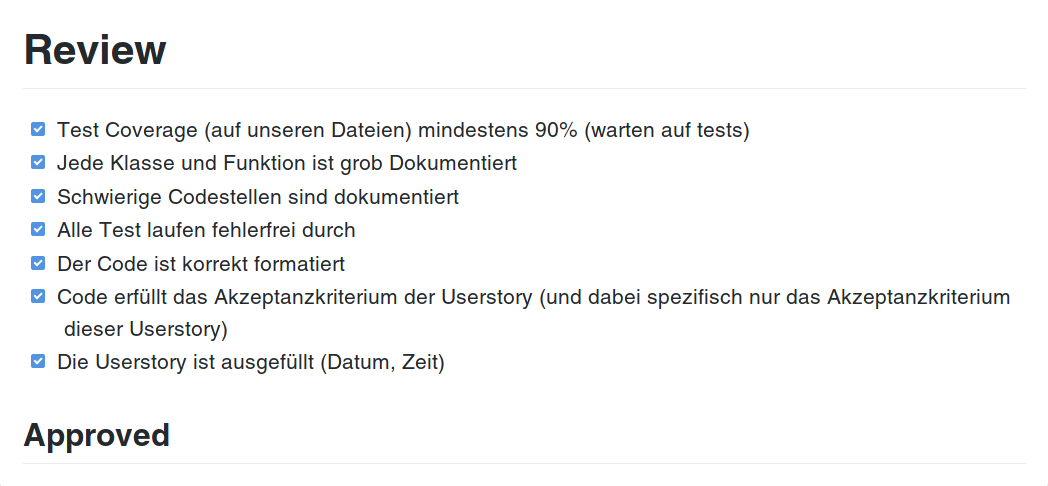 Review
Test Coverage (auf unseren Dateien) mindestens 90% (warten auf tests)
Jede Klasse und Funktion ist grob Dokumentiert
Schwierige Codestellen sind dokumentiert
Alle Test laufen fehlerfrei durch
Der Code ist korrekt formatiert
Code erfüllt das Akzeptanzkriterium der Userstory (und dabei spezifisch nur das Akzeptanzkriterium
dieser Userstory)
Die Userstory ist ausgefüllt (Datum, Zeit)
Approved